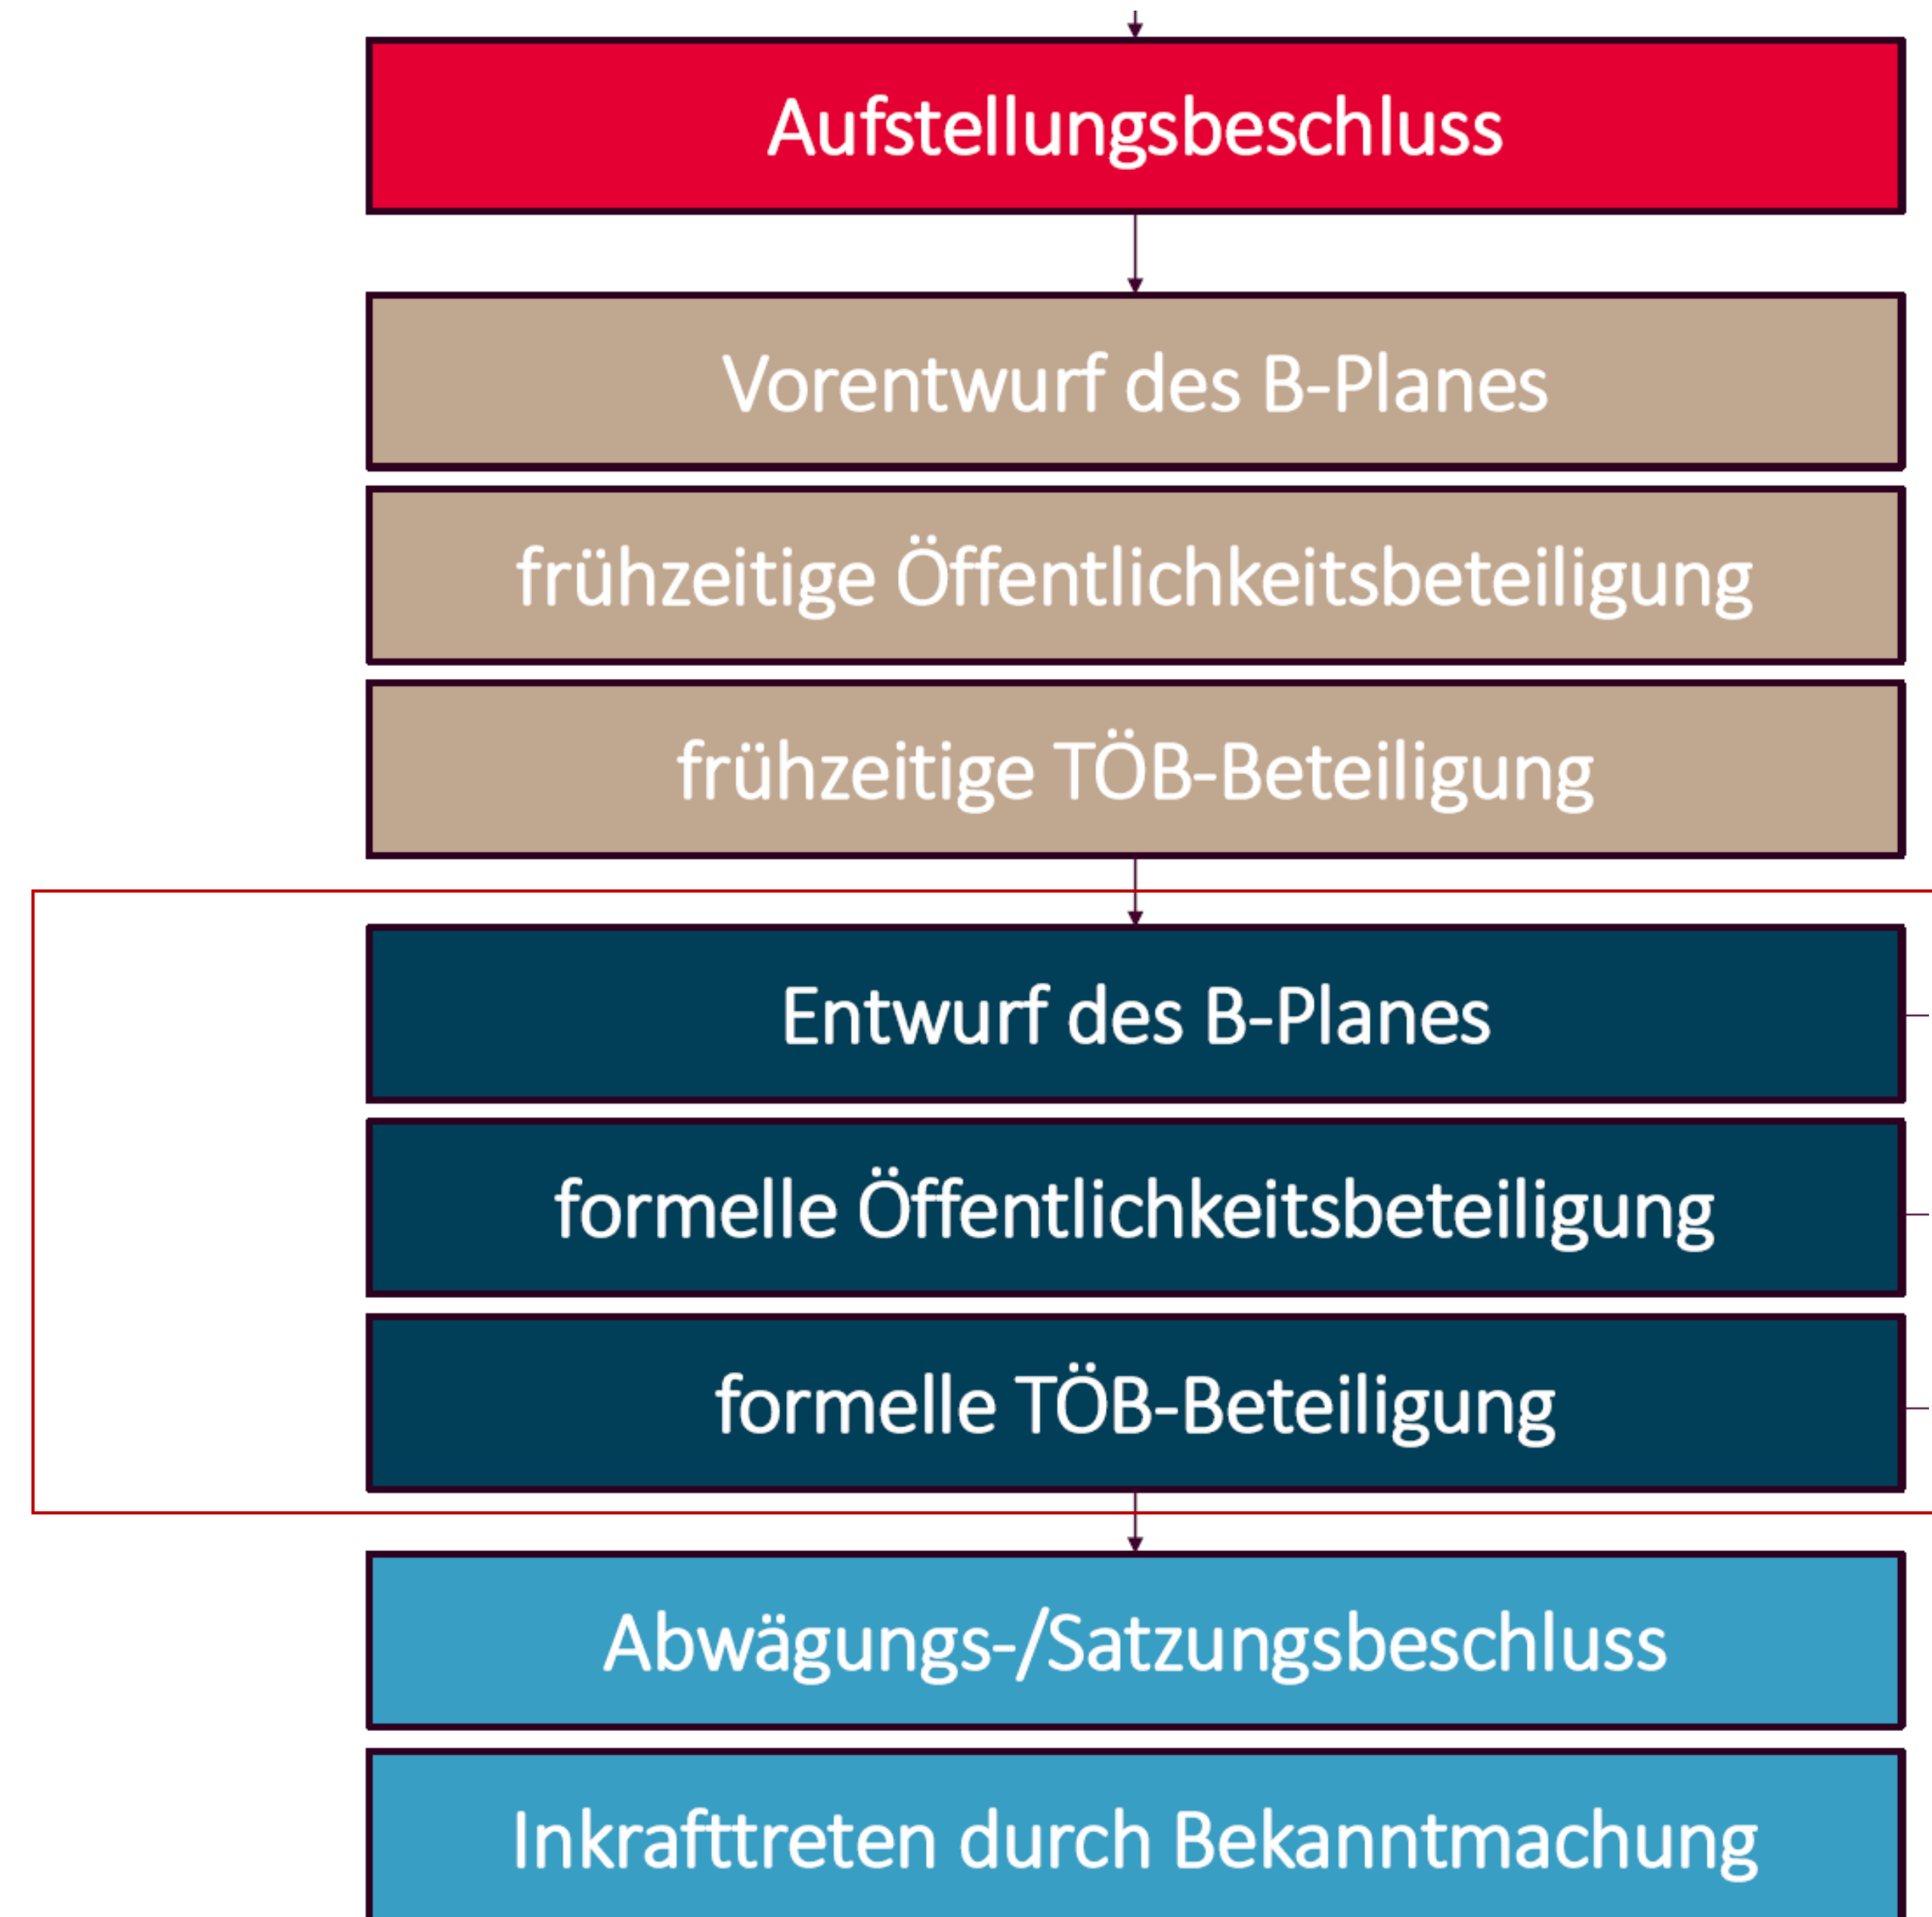 Aufstellungsbeschluss
Vorentwurf des B-Planes
frühzeitige Öffentlichkeitsbeteiligung
frühzeitige TÖB-Beteiligung
Entwurf des B-Planes
formelle Öffentlichkeitsbeteiligung
formelle TÖB-Beteiligung
Abwägungs-/Satzungsbeschluss
Inkrafttreten durch Bekanntmachung